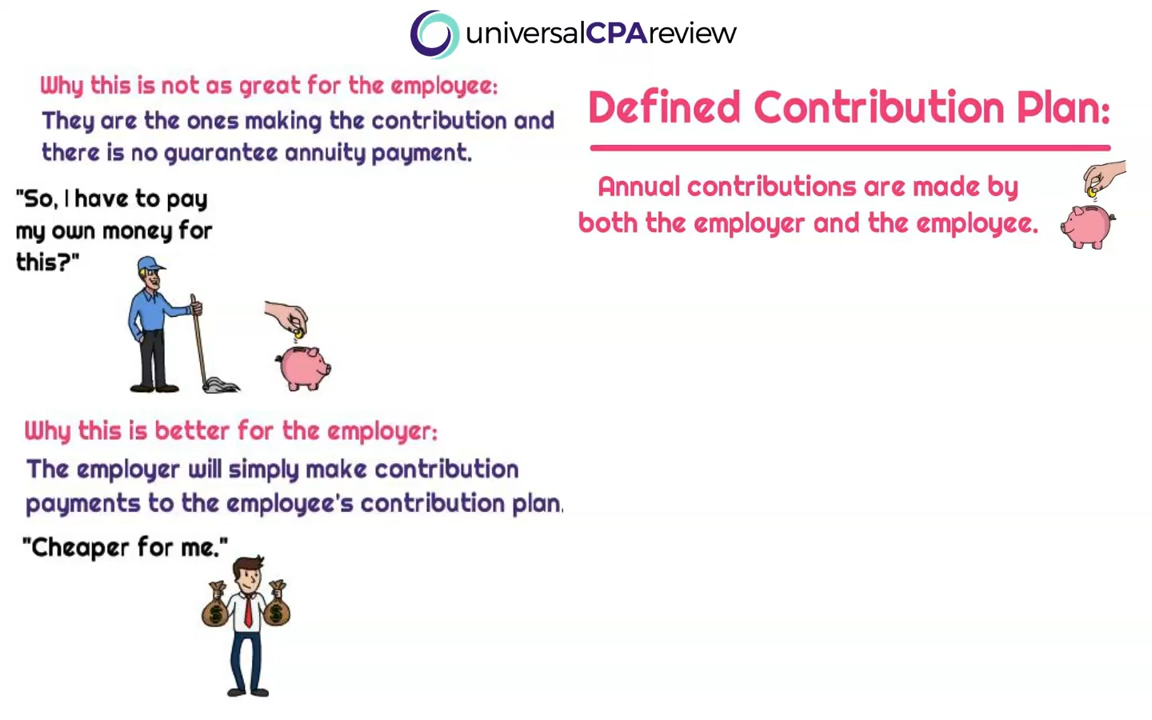 universalCPAreview
Why this is not as great for the employee:
They are the ones making the contribution and
there is no guarantee annuity payment.
"So, I have to pay
my own money for
this?"
Why this is better for the employer:
The employer will simply make contribution
payments to the employee's contribution plan.
"Cheaper for me."
$ $
Defined Contribution Plan:
Annual contributions are made by
both the employer and the employee.